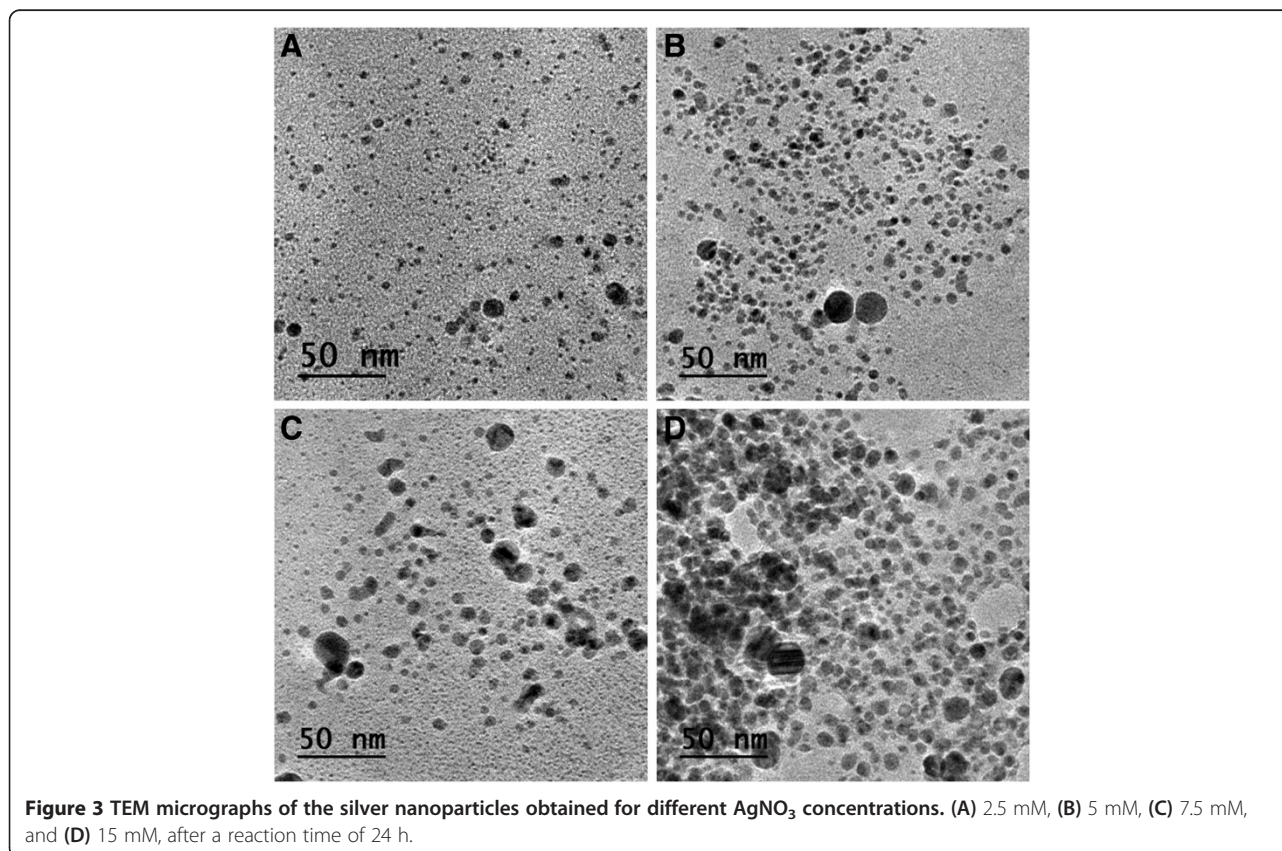 A
B
50 nm
50 nm
C
D
50 nm
50 nm
Figure 3 TEM micrographs of the silver nanoparticles obtained for different AgNO₃ concentrations. (A) 2.5 mM, (B) 5 mM, (C) 7.5 mM,
and (D) 15 mM, after a reaction time of 24 h.